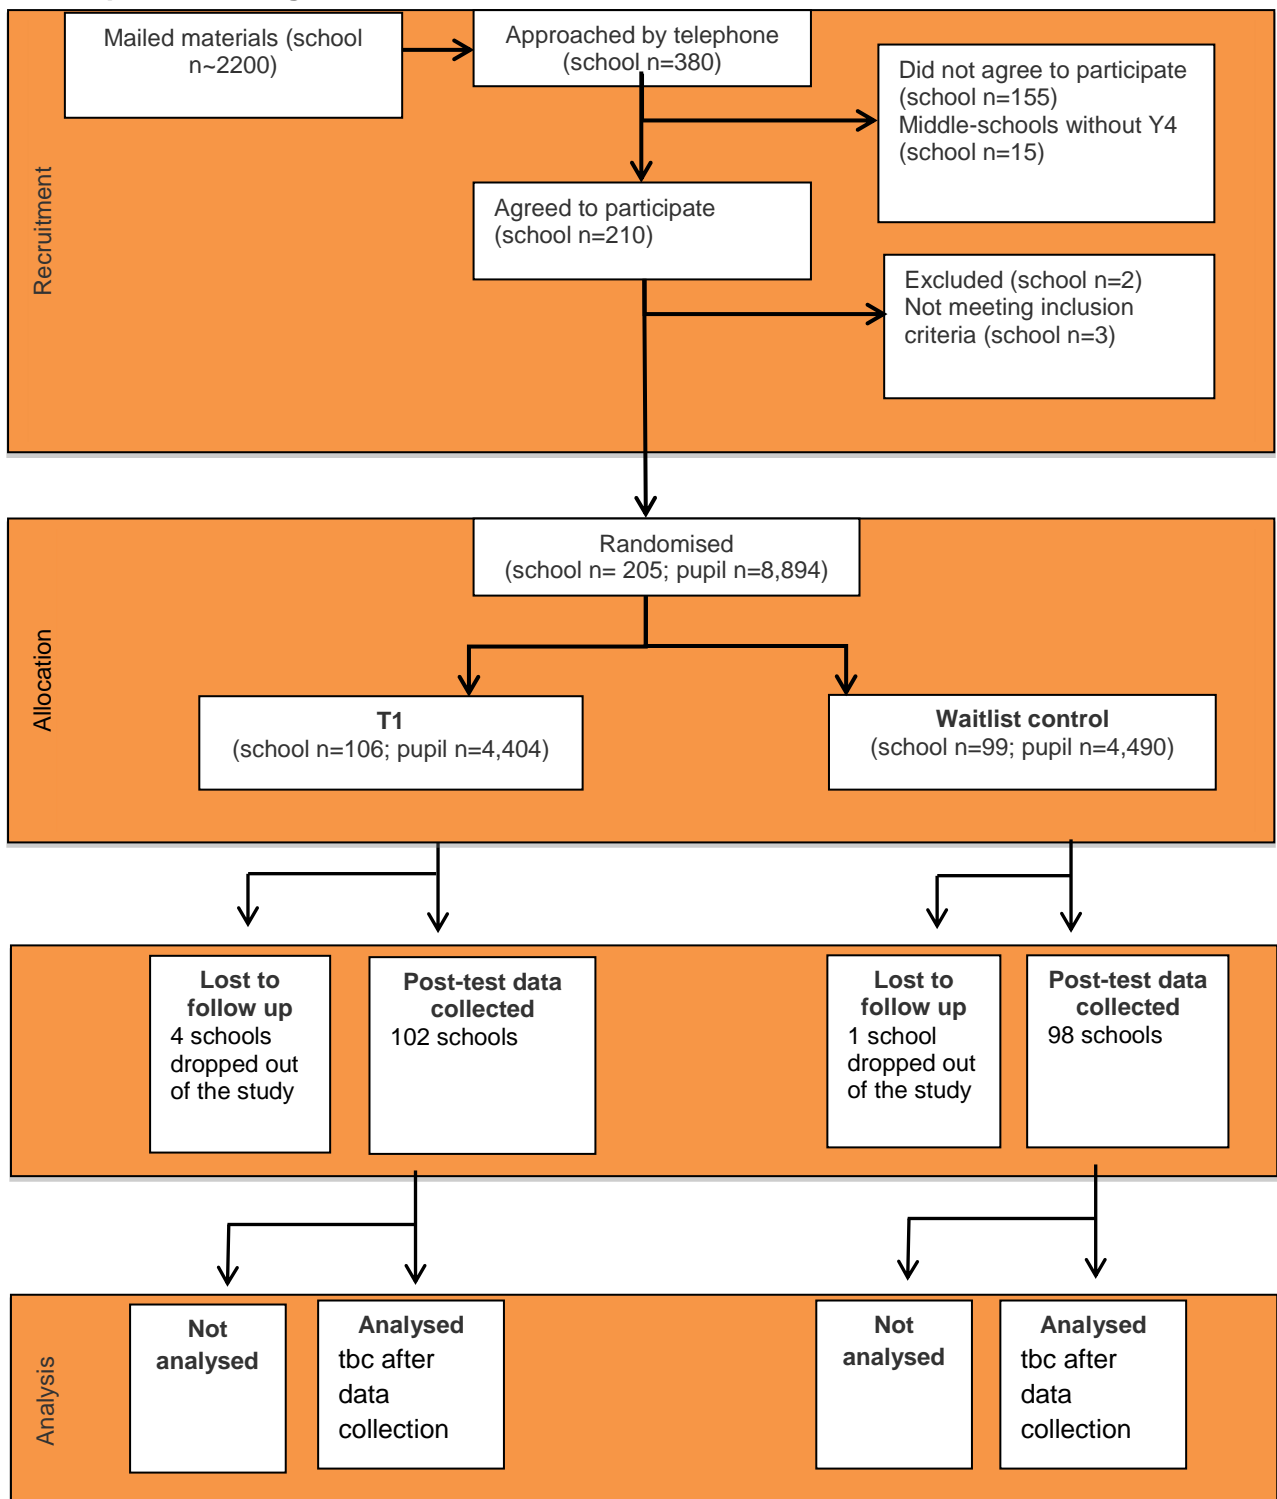 Mailed materials (school
n~2200)
Approached by telephone
(school n=380)
Did not agree to participate
(school n=155)
Middle-schools without Y4
(school n=15)
Recruitment
Agreed to participate
(school n=210)
Excluded (school n=2)
Not meeting inclusion
criteria (school n=3)
Randomised
(school n= 205; pupil n=8,894)
Allocation
T1
(school n=106; pupil n=4,404)
Waitlist control
(school n=99; pupil n=4,490)
Lost to
follow up
4 schools
dropped out
of the study
Post-test data
collected
102 schools
Lost to
follow up
1 school
dropped out
of the study
Post-test data
collected
98 schools
Analysis
Not
analysed
Analysed
tbc after
data
collection
Not
analysed
Analysed
tbc after
data
collection